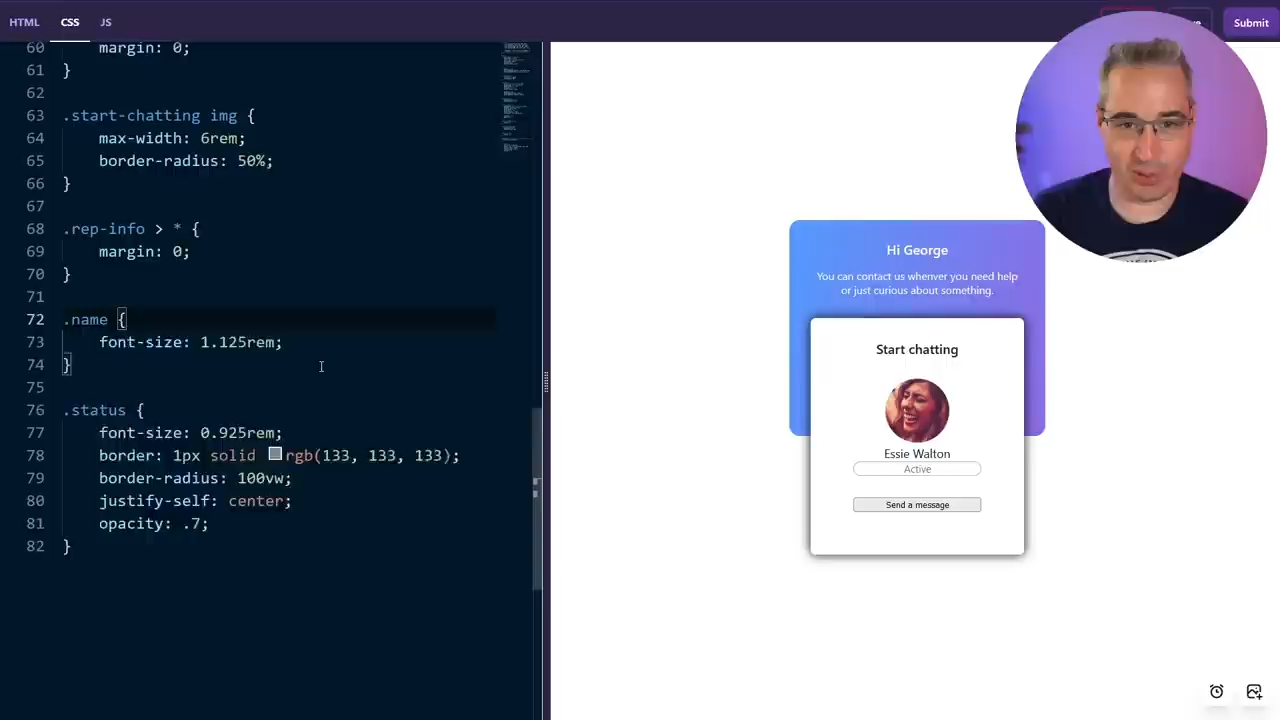 HTML CSS JS
Submit
60 margin: 0;
61 }
62
63 .start-chatting img {
64 max-width: 6rem;
65 border-radius: 50%;
66 }
67
68 .rep-info > * {
69 margin: 0;
70 }
71
72 .name {
73 font-size: 1.125rem;
74 }
75
76 .status {
77 font-size: 0.925rem;
78 border: 1px solid rgb(133, 133, 133);
79 border-radius: 100vw;
80 justify-self: center;
81 opacity: .7;
82 }
Hi George
You can contact us whenver you need help
or just curious about something.
Start chatting
Essie Walton
Active
Send a message